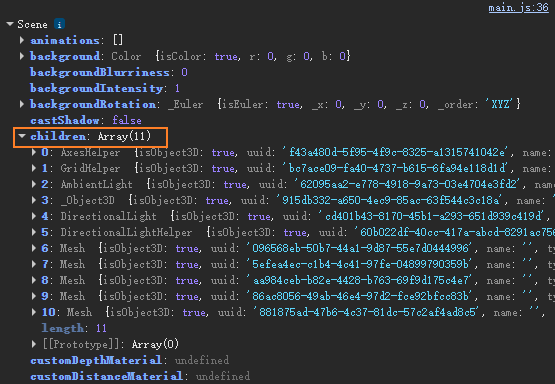 main.js:36
▼ Scene i
▶ animations: []
▶ background: Color {isColor: true, r: 0, g: 0, b: 0}
backgroundBlurriness: 0
backgroundIntensity: 1
▶ backgroundRotation: _Euler {isEuler: true, _x: 0, _y: 0, _z: 0, _order: 'XYZ'}
castShadow: false
▼ children: Array(11)
▶ 0: AxesHelper {isObject3D: true, uuid: 'f43a480d-5f95-4f9c-8325-a1315741042e', name:
▶ 1: GridHelper {isObject3D: true, uuid: 'bc7ace09-fa40-4737-b615-6fa94e118d1d', name:
▶ 2: AmbientLight {isObject3D: true, uuid: '62095aa2-e778-4918-9a73-03e4704e3fd2', name
▶ 3: _Object3D {isObject3D: true, uuid: '915db332-a650-4ec9-85ac-63f544c3c18a', name:
▶ 4: DirectionalLight {isObject3D: true, uuid: 'cd401b43-8170-45b1-a293-651d939c419d',
▶ 5: DirectionalLightHelper {isObject3D: true, uuid: '60b022df-40cc-417a-abcd-8291ac756
▶ 6: Mesh {isObject3D: true, uuid: '096568eb-50b7-44a1-9d87-55e7d0444996', name: '', ty
▶ 7: Mesh {isObject3D: true, uuid: '5efea4ec-c1b4-4c41-97fe-04899790359b', name: '', ty
▶ 8: Mesh {isObject3D: true, uuid: 'aa984ceb-b82e-4428-b763-69f9d175c4e7', name: '', ty
▶ 9: Mesh {isObject3D: true, uuid: '86ac8056-49ab-46e4-97d2-fce92bfcc83b', name: '', ty
▶ 10: Mesh {isObject3D: true, uuid: '881875ad-47b6-4c37-81dc-57c2af4ad8c5', name: '', t
length: 11
▶ [[Prototype]]: Array(0)
customDepthMaterial: undefined
customDistanceMaterial: undefined